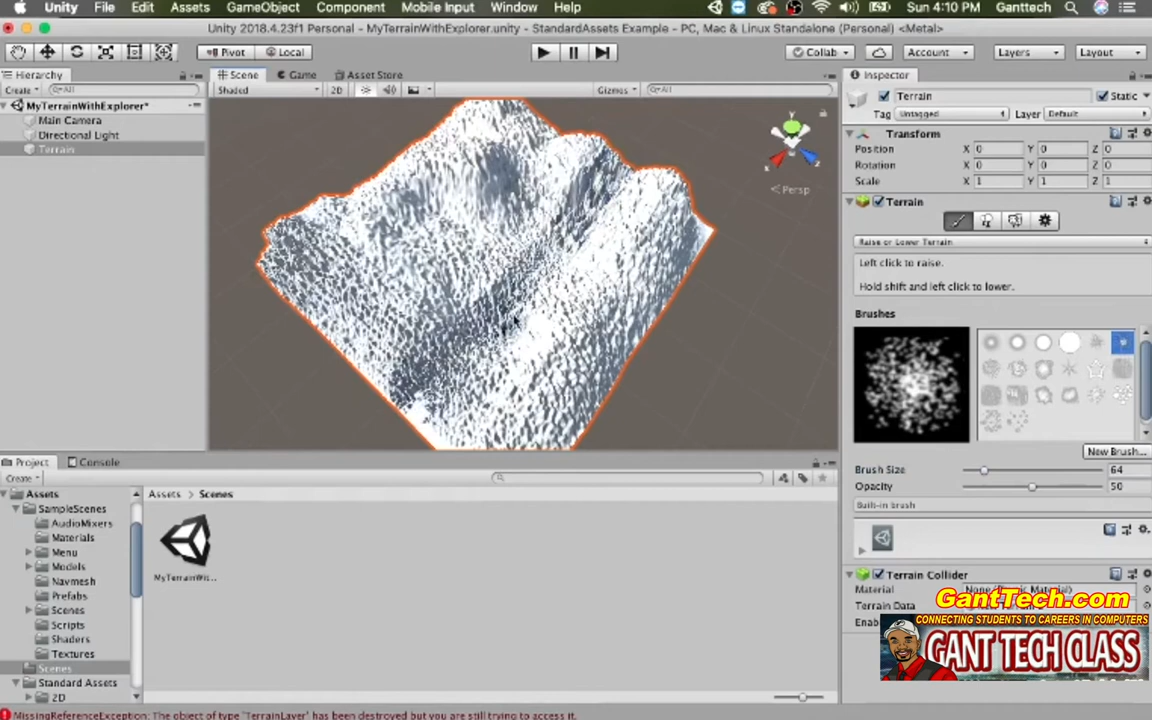 Unity File Edit Assets GameObject Component Mobile Input Window Help Sun 4:10 PM Ganttech
Unity 2018.4.23f1 Personal - MyTerrainWithExplorer.unity - StandardAssets Example - PC, Mac & Linux Standalone (Personal) <Metal>
Pivot Local Collab Account Layers Layout
Hierarchy
Create All
MyTerrainWithExplorer*
Main Camera
Directional Light
Terrain
Scene Game Asset Store
Shaded 2D Gizmos All
y
x z
Persp
Inspector
Terrain Static
Tag Untagged Layer Default
Transform
Position X 0 Y 0 Z 0
Rotation X 0 Y 0 Z 0
Scale X 1 Y 1 Z 1
Terrain
Raise or Lower Terrain
Left click to raise.
Hold shift and left click to lower.
Brushes
New Brush...
Brush Size 64
Opacity 50
Built-in brush
Terrain Collider
Material None (Physic Material)
Terrain Data
Enab
Project Console
Create
Assets
SampleScenes
AudioMixers
Materials
Menu
Models
Navmesh
Prefabs
Scenes
Scripts
Shaders
Textures
Scenes
Standard Assets
2D
Assets > Scenes
MyTerrainWit...
GantTech.com
CONNECTING STUDENTS TO CAREERS IN COMPUTERS
GANT TECH CLASS
MissingReferenceException: The object of type 'TerrainLayer' has been destroyed but you are still trying to access it.